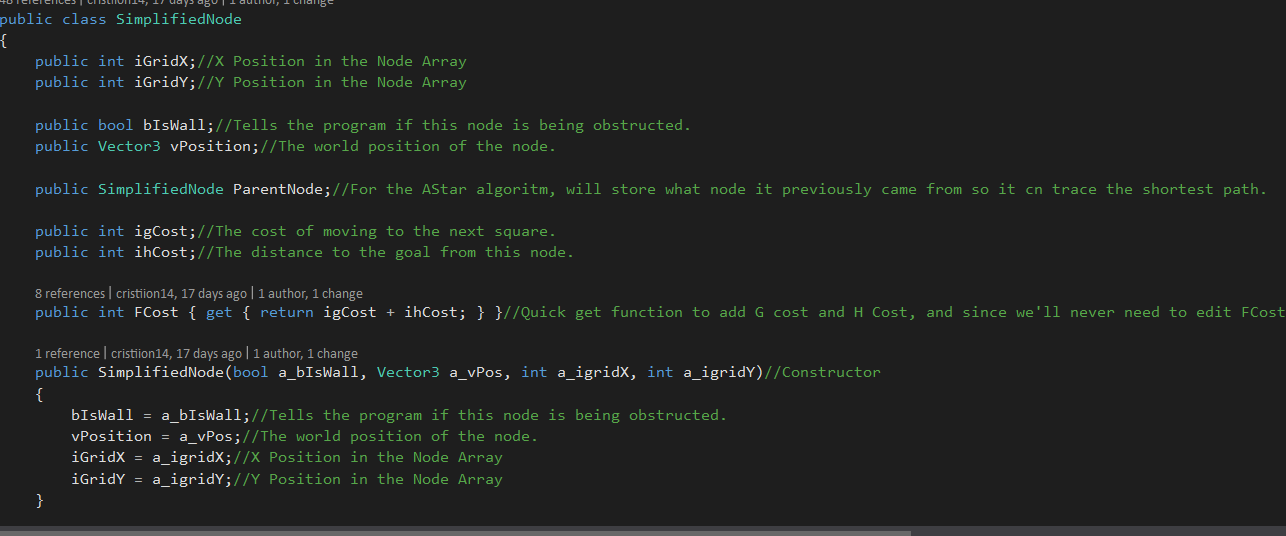 48 references | cristiion14, 17 days ago | 1 author, 1 change
public class SimplifiedNode
{
public int iGridX;//X Position in the Node Array
public int iGridY;//Y Position in the Node Array
public bool bIsWall;//Tells the program if this node is being obstructed.
public Vector3 vPosition;//The world position of the node.
public SimplifiedNode ParentNode;//For the AStar algoritm, will store what node it previously came from so it cn trace the shortest path.
public int igCost;//The cost of moving to the next square.
public int ihCost;//The distance to the goal from this node.
8 references | cristiion14, 17 days ago | 1 author, 1 change
public int FCost { get { return igCost + ihCost; } }//Quick get function to add G cost and H Cost, and since we'll never need to edit FCost
1 reference | cristiion14, 17 days ago | 1 author, 1 change
public SimplifiedNode(bool a_bIsWall, Vector3 a_vPos, int a_igridX, int a_igridY)//Constructor
{
bIsWall = a_bIsWall;//Tells the program if this node is being obstructed.
vPosition = a_vPos;//The world position of the node.
iGridX = a_igridX;//X Position in the Node Array
iGridY = a_igridY;//Y Position in the Node Array
}